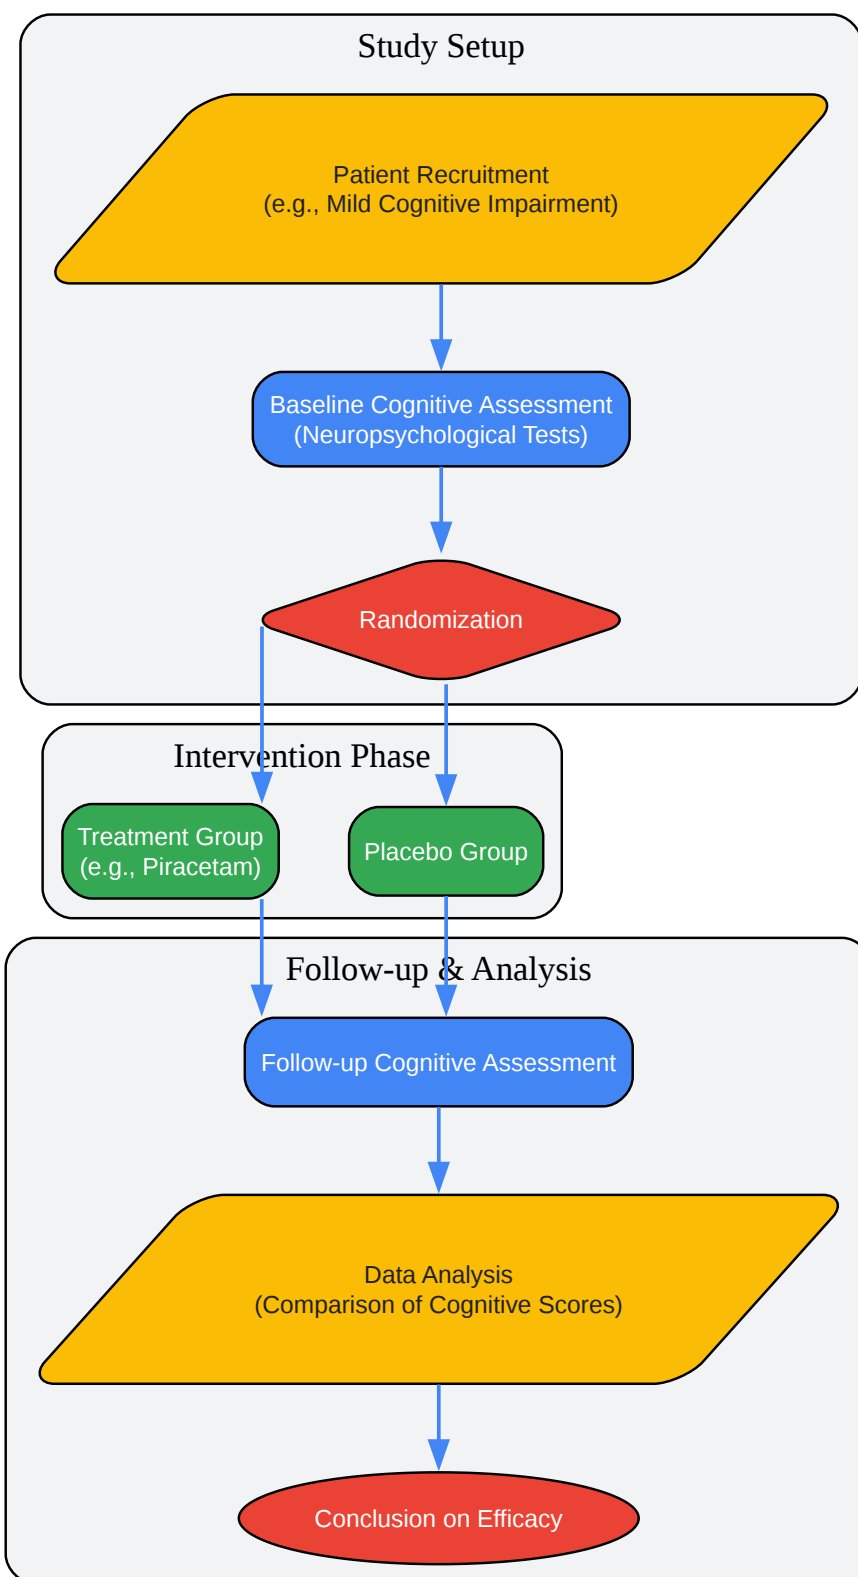 Study Setup
Patient Recruitment
(e.g., Mild Cognitive Impairment)
Baseline Cognitive Assessment
(Neuropsychological Tests)
Randomization
Intervention Phase
Treatment Group
(e.g., Piracetam)
Placebo Group
Follow-up & Analysis
Follow-up Cognitive Assessment
Data Analysis
(Comparison of Cognitive Scores)
Conclusion on Efficacy